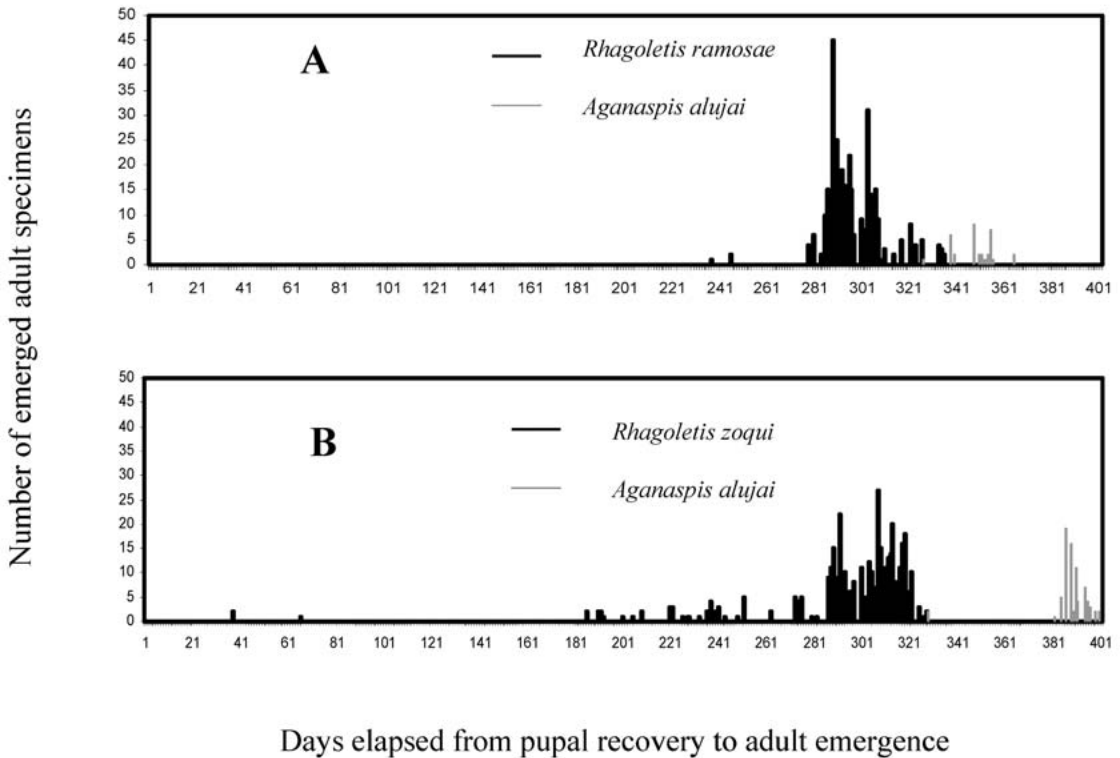 Number of emerged adult specimens
50
45
40
35
30
25
20
15
10
5
0
A
Rhagoletis ramosae
Aganaspis alujai
1 21 41 61 81 101 121 141 161 181 201 221 241 261 281 301 321 341 361 381 401
50
45
40
35
30
25
20
15
10
5
0
B
Rhagoletis zoqui
Aganaspis alujai
1 21 41 61 81 101 121 141 161 181 201 221 241 261 281 301 321 341 361 381 401
Days elapsed from pupal recovery to adult emergence